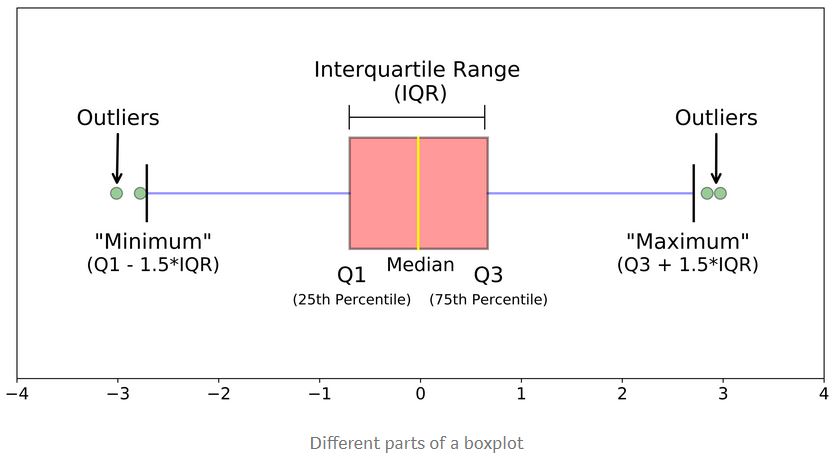 Interquartile Range
(IQR)
Outliers
Outliers
"Minimum"
(Q1 - 1.5*IQR)
"Maximum"
(Q3 + 1.5*IQR)
Q1
Median
Q3
(25th Percentile)
(75th Percentile)
−4
−3
−2
−1
0
1
2
3
4
Different parts of a boxplot